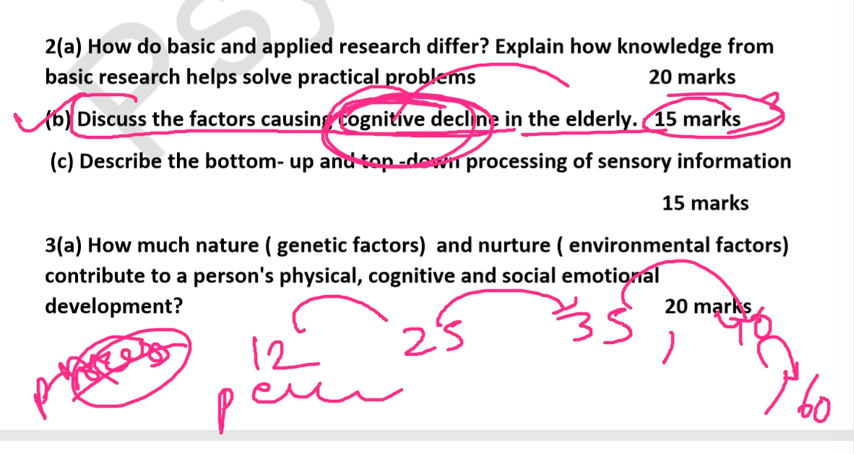 2(a) How do basic and applied research differ? Explain how knowledge from
basic research helps solve practical problems 20 marks
(b) Discuss the factors causing cognitive decline in the elderly. 15 marks
(c) Describe the bottom- up and top -down processing of sensory information
15 marks
3(a) How much nature ( genetic factors) and nurture ( environmental factors)
contribute to a person's physical, cognitive and social emotional
development? 20 marks
12 25 35 , 40 , 60